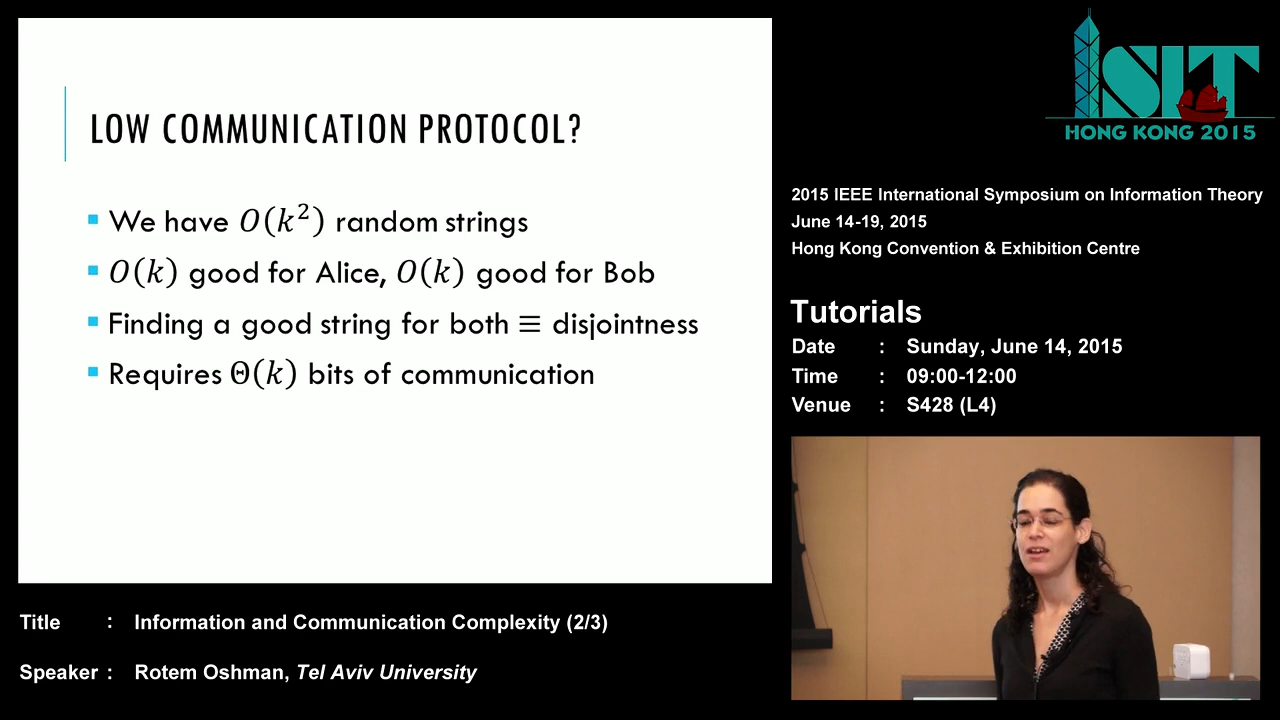 LOW COMMUNICATION PROTOCOL?
We have O(k²) random strings
O(k) good for Alice, O(k) good for Bob
Finding a good string for both ≡ disjointness
Requires Θ(k) bits of communication
ISIT
HONG KONG 2015
2015 IEEE International Symposium on Information Theory
June 14-19, 2015
Hong Kong Convention & Exhibition Centre
Tutorials
Date : Sunday, June 14, 2015
Time : 09:00-12:00
Venue : S428 (L4)
Title : Information and Communication Complexity (2/3)
Speaker : Rotem Oshman, Tel Aviv University